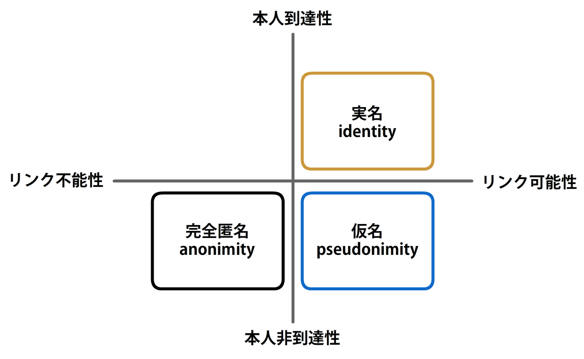 本人到達性
実名
identity
リンク不能性
リンク可能性
完全匿名
anonimity
仮名
pseudonimity
本人非到達性